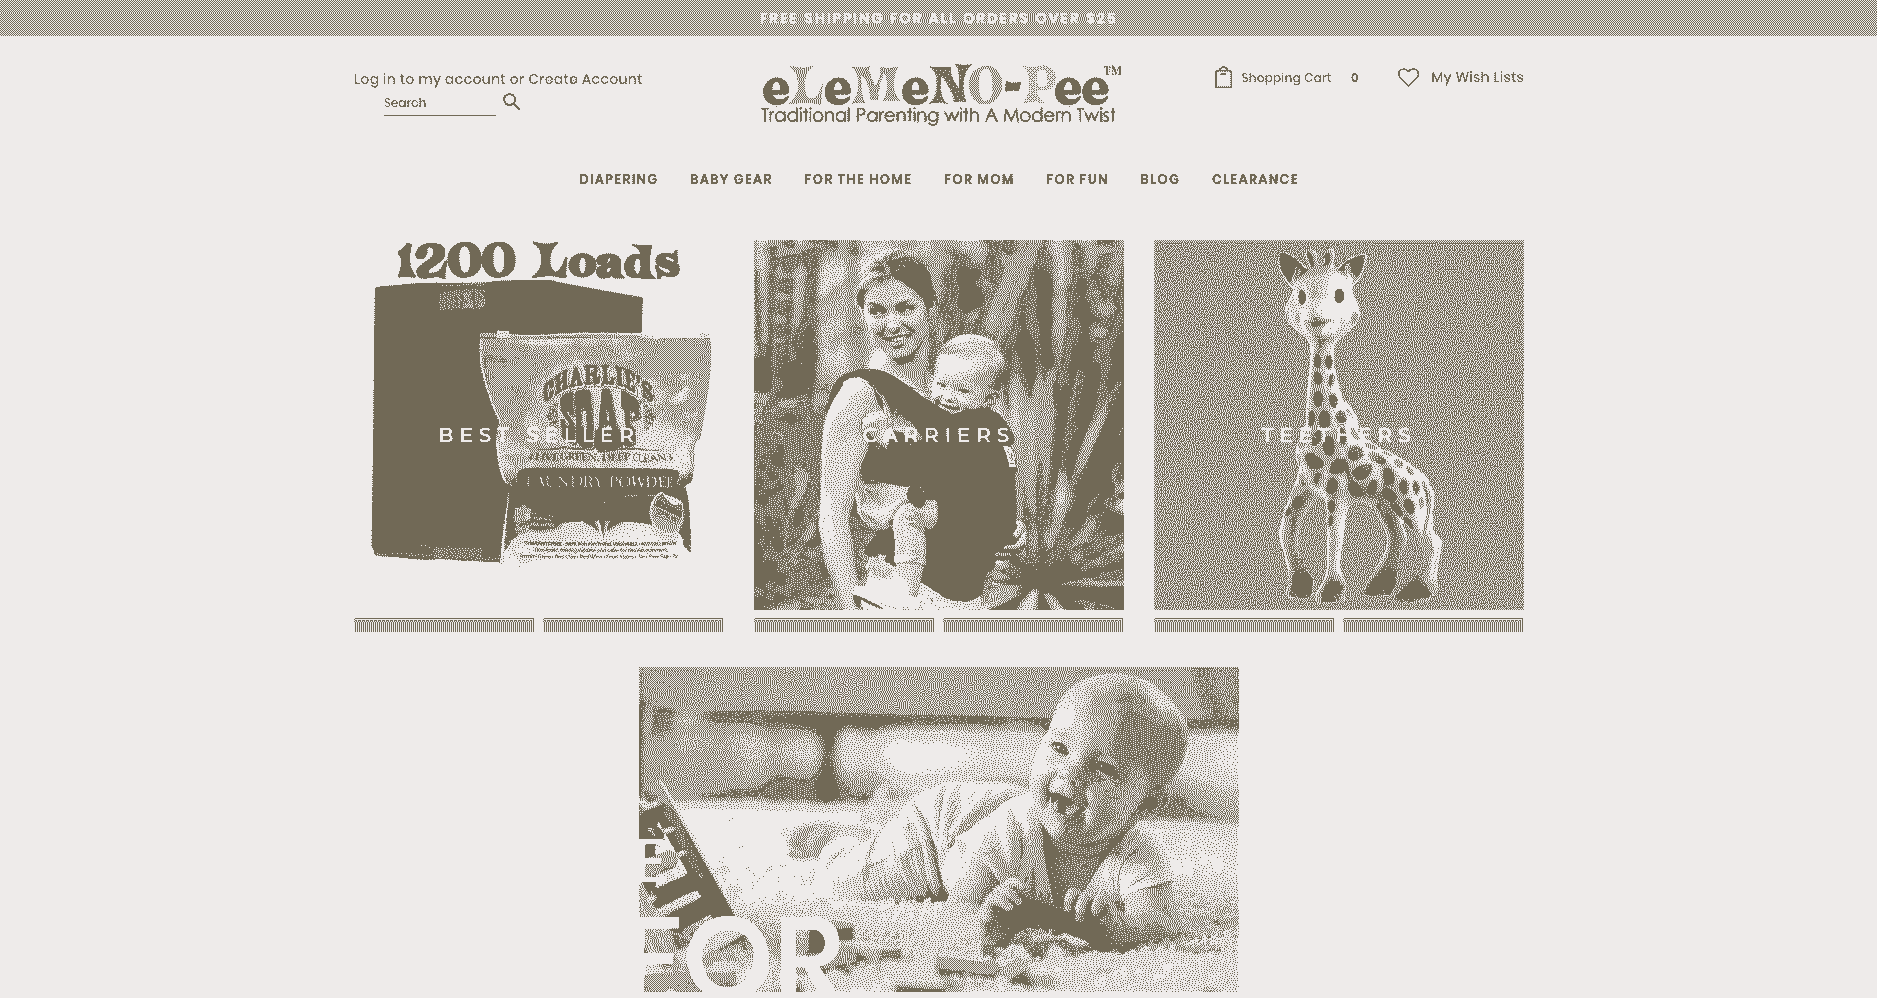 FREE SHIPPING FOR ALL ORDERS OVER $25
Log in to my account or Create Account
Search
eLeMeNO-Pee™
Traditional Parenting with A Modern Twist
Shopping Cart 0
My Wish Lists
DIAPERING BABY GEAR FOR THE HOME FOR MOM FOR FUN BLOG CLEARANCE
1200 Loads
CHARLIE'S
SOAP
LAUNDRY POWDER
BEST SELLER
CARRIERS
TEETHERS
FOR